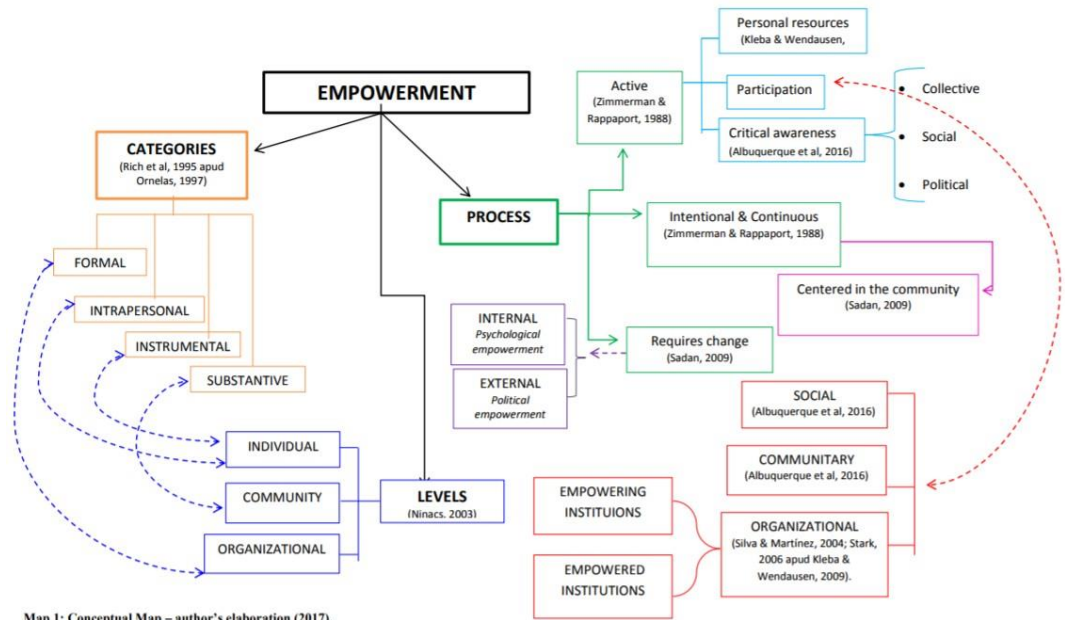 EMPOWERMENT
CATEGORIES
(Rich et al, 1995 apud
Ornelas, 1997)
FORMAL
INTRAPERSONAL
INSTRUMENTAL
SUBSTANTIVE
INDIVIDUAL
COMMUNITY
ORGANIZATIONAL
LEVELS
(Ninacs. 2003)
PROCESS
Active
(Zimmerman &
Rappaport, 1988)
Personal resources
(Kleba & Wendausen,
Participation
Critical awareness
(Albuquerque et al, 2016)
• Collective
• Social
• Political
Intentional & Continuous
(Zimmerman & Rappaport, 1988)
Centered in the community
(Sadan, 2009)
Requires change
(Sadan, 2009)
INTERNAL
Psychological
empowerment
EXTERNAL
Political
empowerment
SOCIAL
(Albuquerque et al, 2016)
COMMUNITARY
(Albuquerque et al, 2016)
ORGANIZATIONAL
(Silva & Martínez, 2004; Stark,
2006 apud Kleba &
Wendausen, 2009).
EMPOWERING
INSTITUIONS
EMPOWERED
INSTITUTIONS
Map 1: Conceptual Map – author's elaboration (2017)